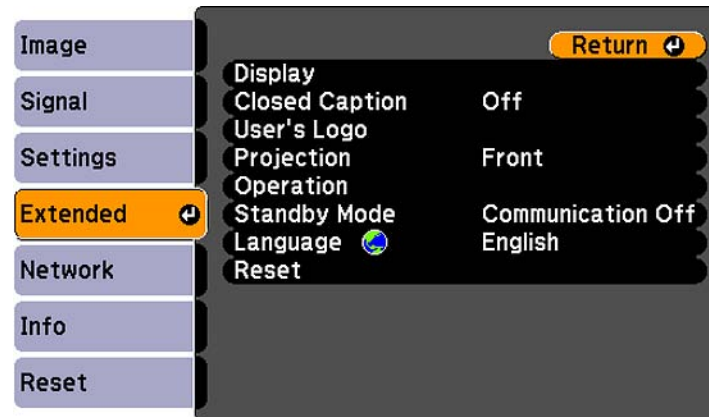 Image
Signal
Settings
Extended
Network
Info
Reset
Return
Display
Closed Caption Off
User's Logo
Projection Front
Operation
Standby Mode Communication Off
Language English
Reset